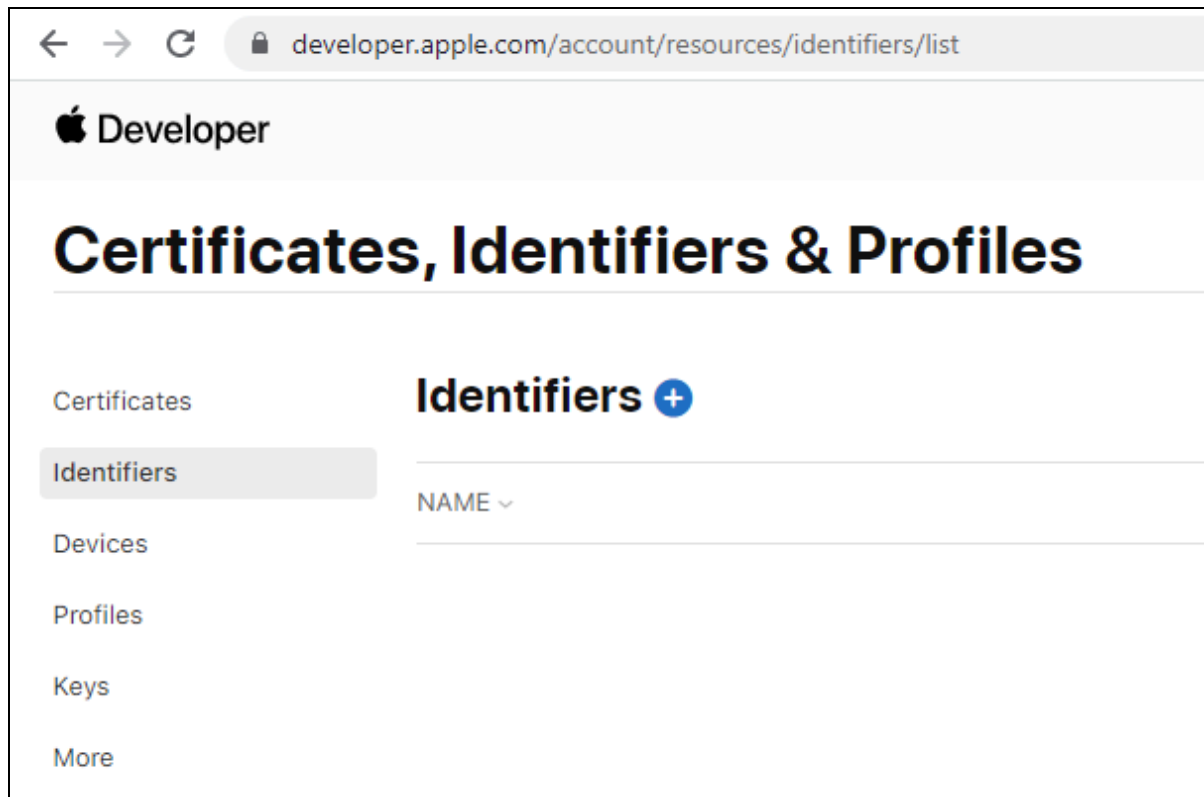 developer.apple.com/account/resources/identifiers/list
Developer
Certificates, Identifiers & Profiles
Certificates
Identifiers
Devices
Profiles
Keys
More
Identifiers
NAME